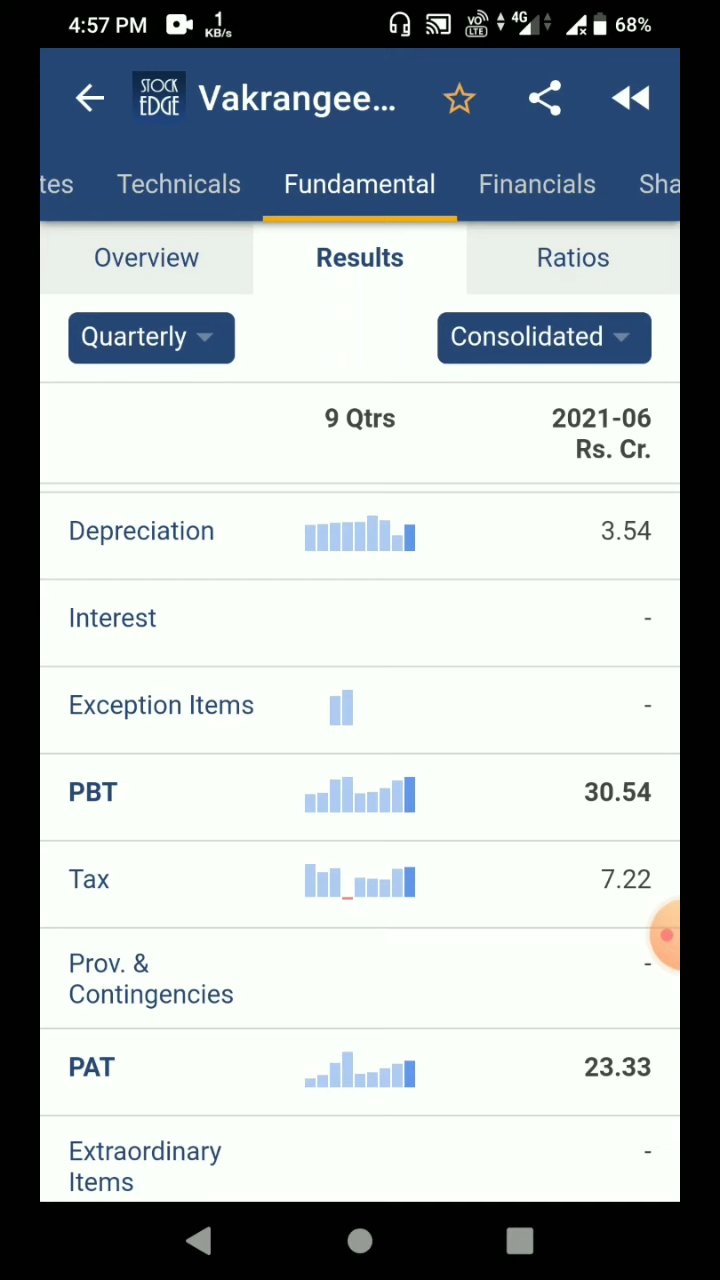 4:57 PM 1 KB/s VO LTE 4G 68%
STOCK EDGE Vakrangee...
tes Technicals Fundamental Financials Sha
Overview Results Ratios
Quarterly Consolidated
9 Qtrs 2021-06
Rs. Cr.
Depreciation 3.54
Interest -
Exception Items -
PBT 30.54
Tax 7.22
Prov. & -
Contingencies
PAT 23.33
Extraordinary -
Items